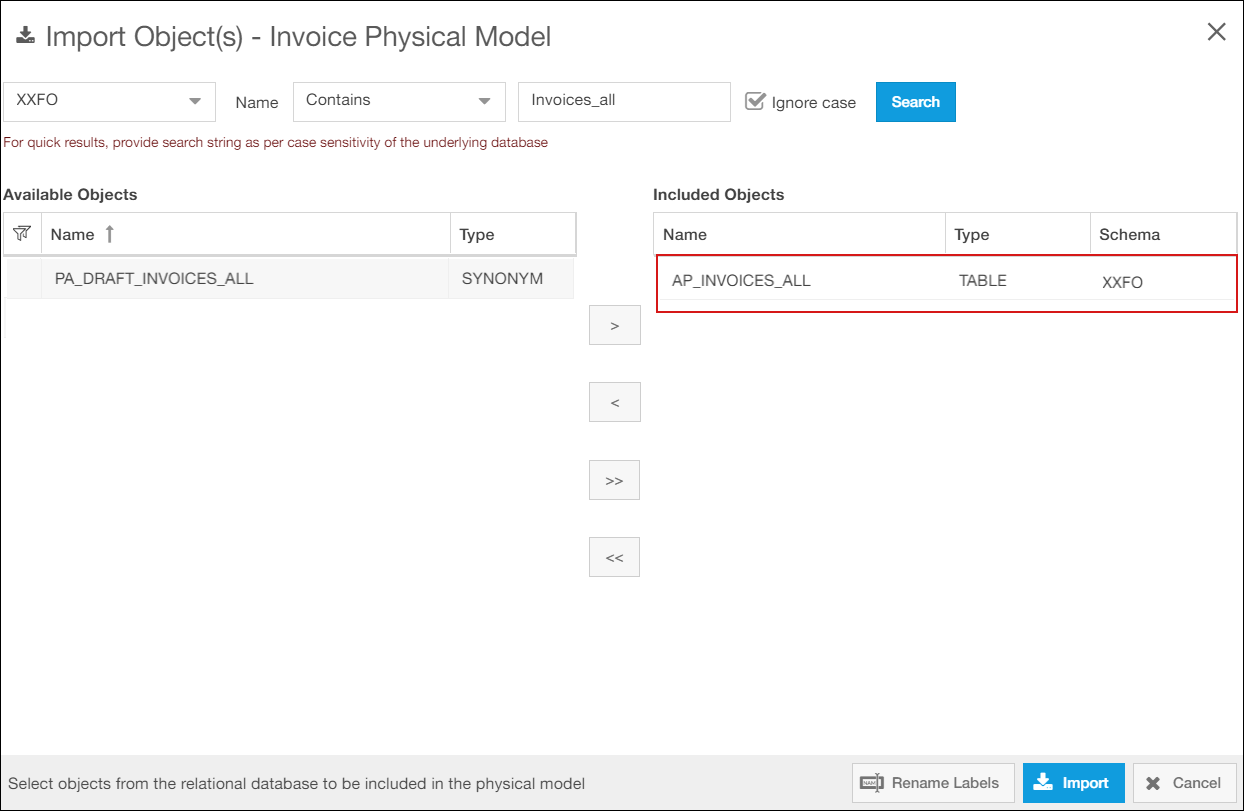 Import Object(s) - Invoice Physical Model
XXFO Name Contains Invoices_all Ignore case Search
For quick results, provide search string as per case sensitivity of the underlying database
Available Objects
Name Type
PA_DRAFT_INVOICES_ALL SYNONYM
>
<
>>
<<
Included Objects
Name Type Schema
AP_INVOICES_ALL TABLE XXFO
Select objects from the relational database to be included in the physical model
NAM Rename Labels Import Cancel